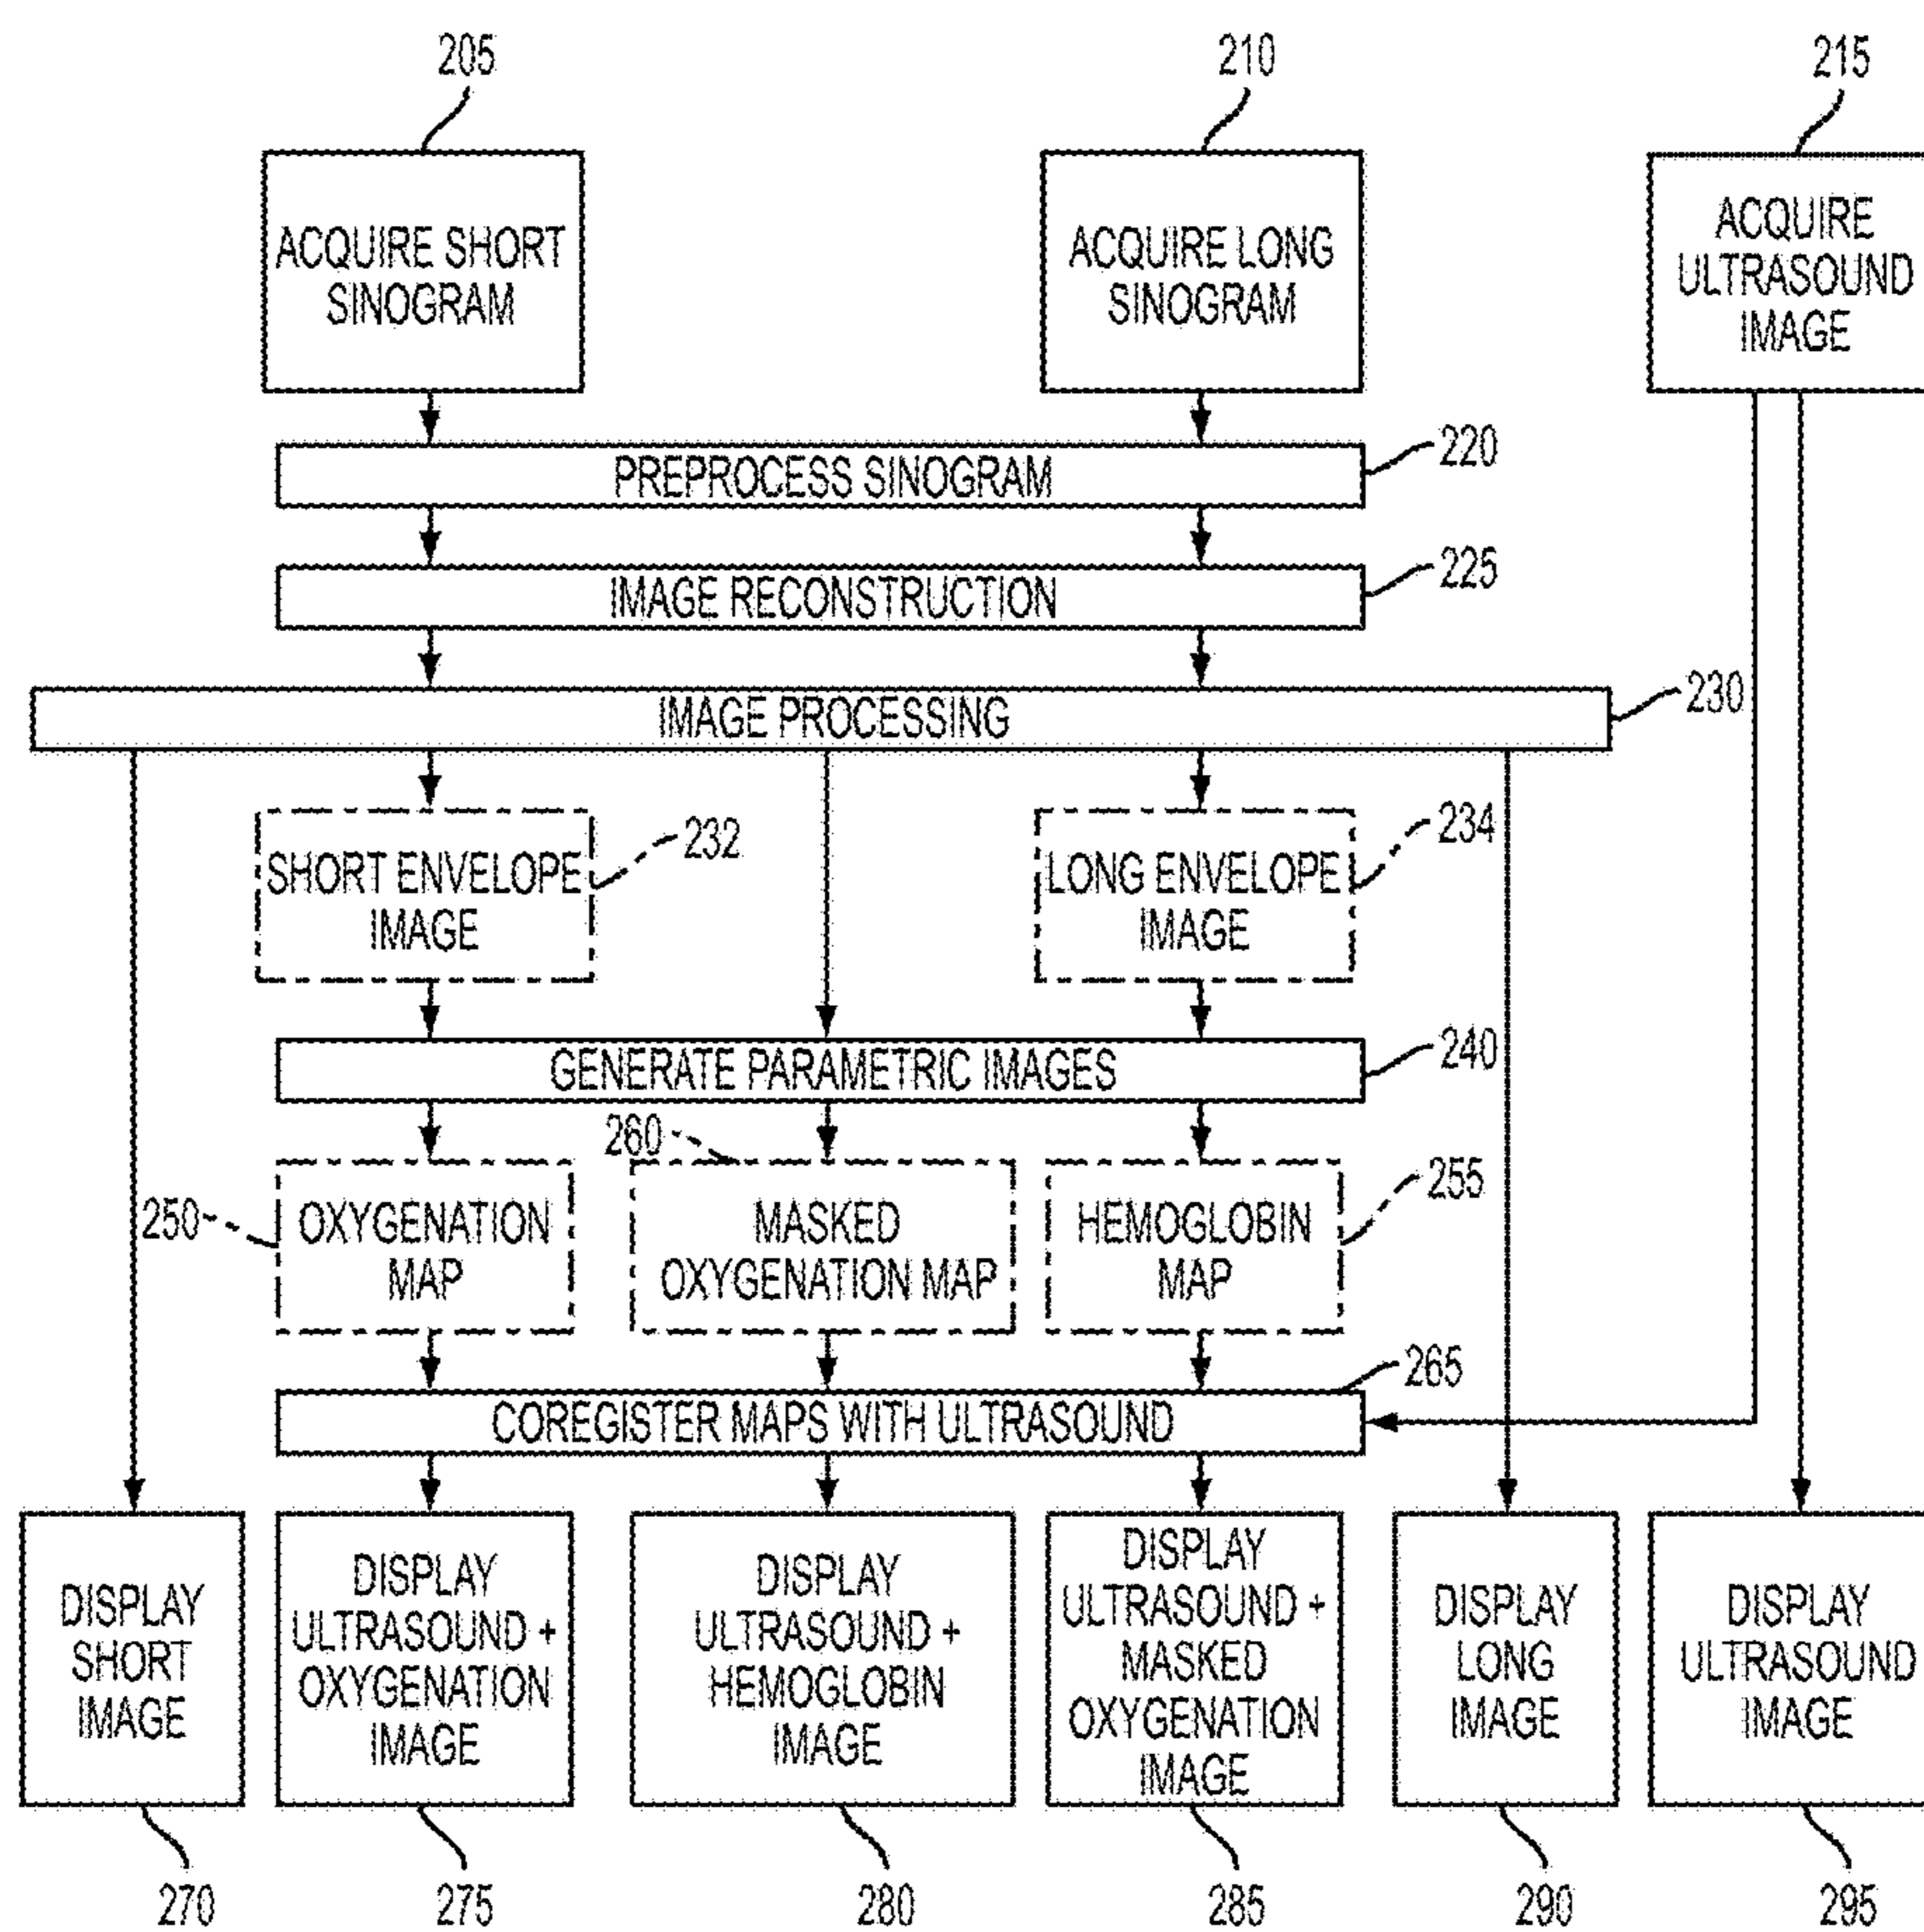 205
210
215
ACQUIRE SHORT
SINOGRAM
ACQUIRE LONG
SINOGRAM
ACQUIRE
ULTRASOUND
IMAGE
PREPROCESS SINOGRAM
220
IMAGE RECONSTRUCTION
225
IMAGE PROCESSING
230
SHORT ENVELOPE
IMAGE
232
LONG ENVELOPE
IMAGE
234
GENERATE PARAMETRIC IMAGES
240
260
250
OXYGENATION
MAP
MASKED
OXYGENATION MAP
HEMOGLOBIN
MAP
255
265
COREGISTER MAPS WITH ULTRASOUND
DISPLAY
SHORT
IMAGE
DISPLAY
ULTRASOUND +
OXYGENATION
IMAGE
DISPLAY
ULTRASOUND +
HEMOGLOBIN
IMAGE
DISPLAY
ULTRASOUND +
MASKED
OXYGENATION
IMAGE
DISPLAY
LONG
IMAGE
DISPLAY
ULTRASOUND
IMAGE
270
275
280
285
290
295